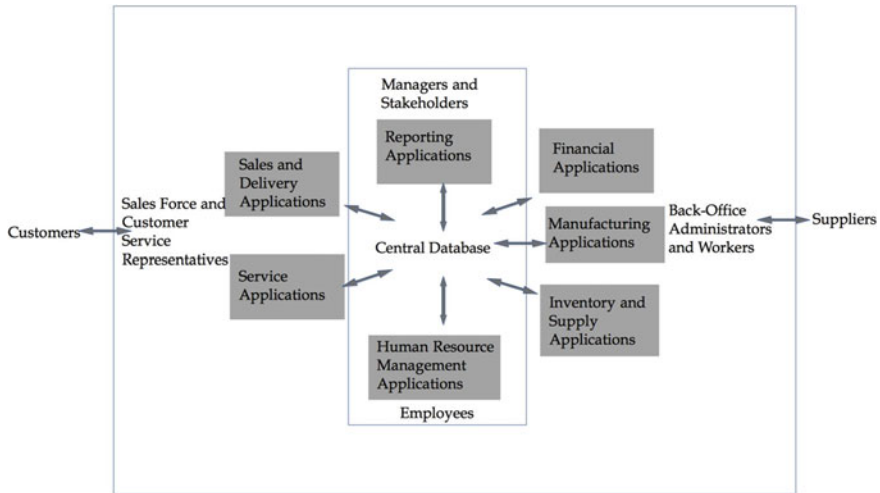 Managers and
Stakeholders
Reporting
Applications
Sales and
Delivery
Applications
Financial
Applications
Customers
Sales Force and
Customer
Service
Representatives
Central Database
Manufacturing
Applications
Back-Office
Administrators
and Workers
Suppliers
Service
Applications
Inventory and
Supply
Applications
Human Resource
Management
Applications
Employees